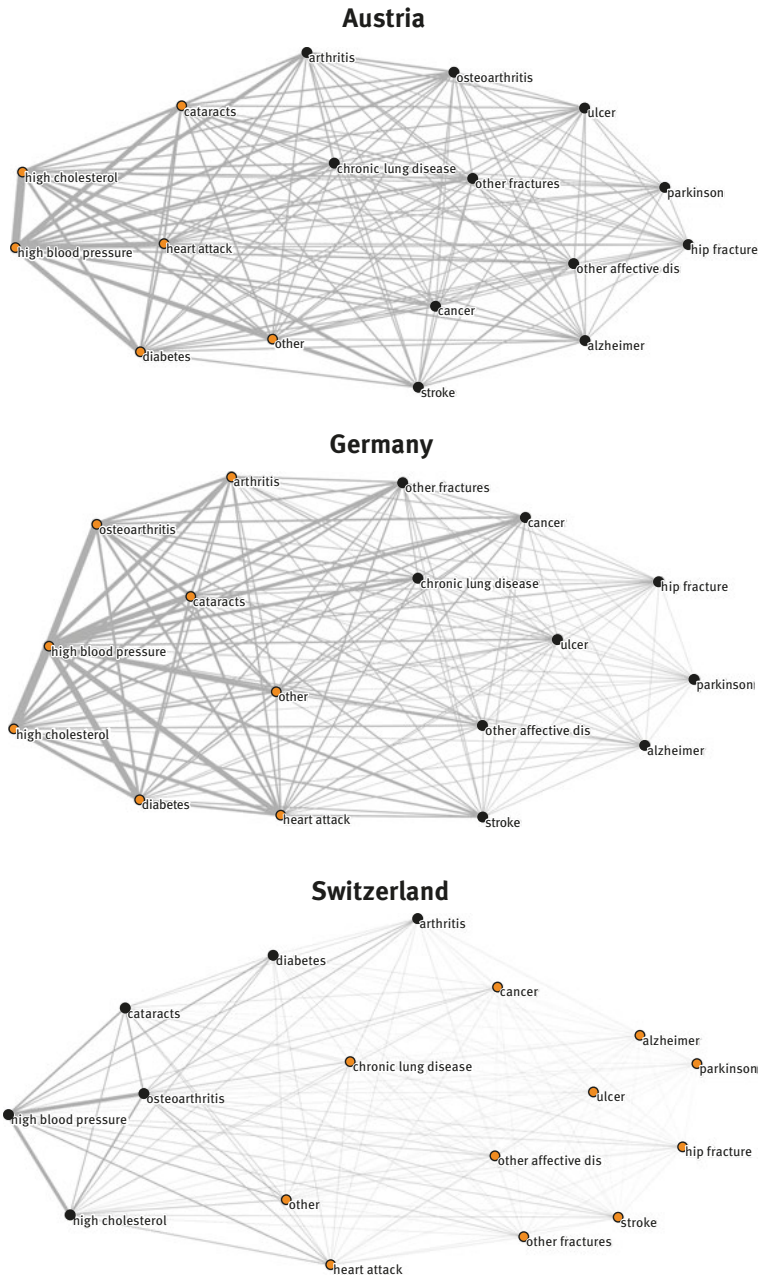 Austria
arthritis
osteoarthritis
cataracts
ulcer
chronic lung disease
high cholesterol
other fractures
parkinson
heart attack
high blood pressure
hip fracture
other affective dis
cancer
other
alzheimer
diabetes
stroke
Germany
arthritis
other fractures
cancer
osteoarthritis
chronic lung disease
hip fracture
cataracts
ulcer
high blood pressure
parkinson
other
other affective dis
high cholesterol
alzheimer
diabetes
heart attack
stroke
Switzerland
arthritis
diabetes
cancer
cataracts
alzheimer
chronic lung disease
parkinson
osteoarthritis
ulcer
high blood pressure
hip fracture
other affective dis
other
high cholesterol
stroke
other fractures
heart attack